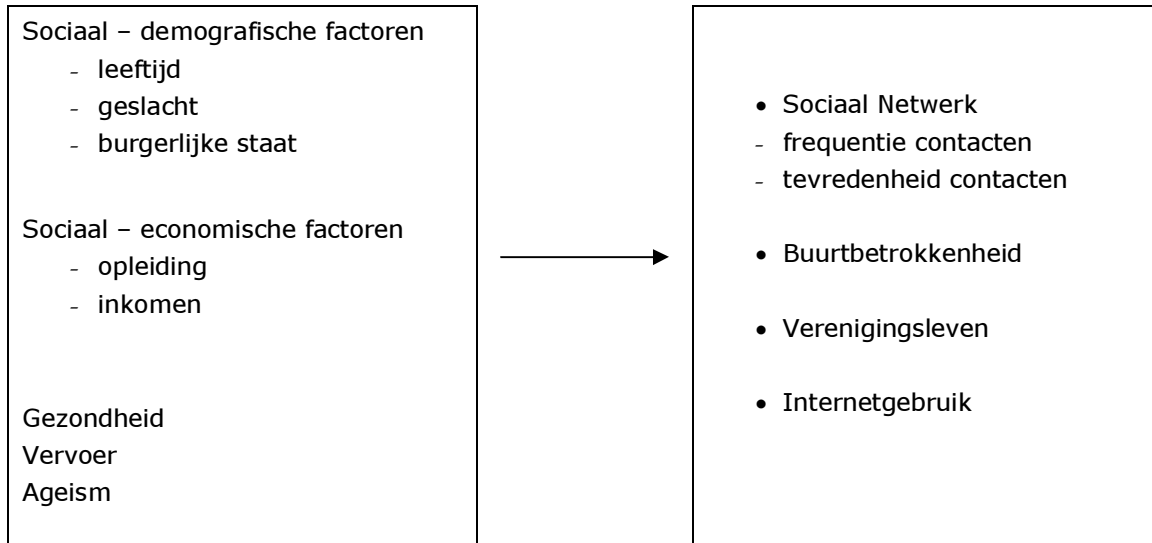 Sociaal – demografische factoren
- leeftijd
- geslacht
- burgerlijke staat
Sociaal – economische factoren
- opleiding
- inkomen
Gezondheid
Vervoer
Ageism
• Sociaal Netwerk
- frequentie contacten
- tevredenheid contacten
• Buurtbetrokkenheid
• Verenigingsleven
• Internetgebruik